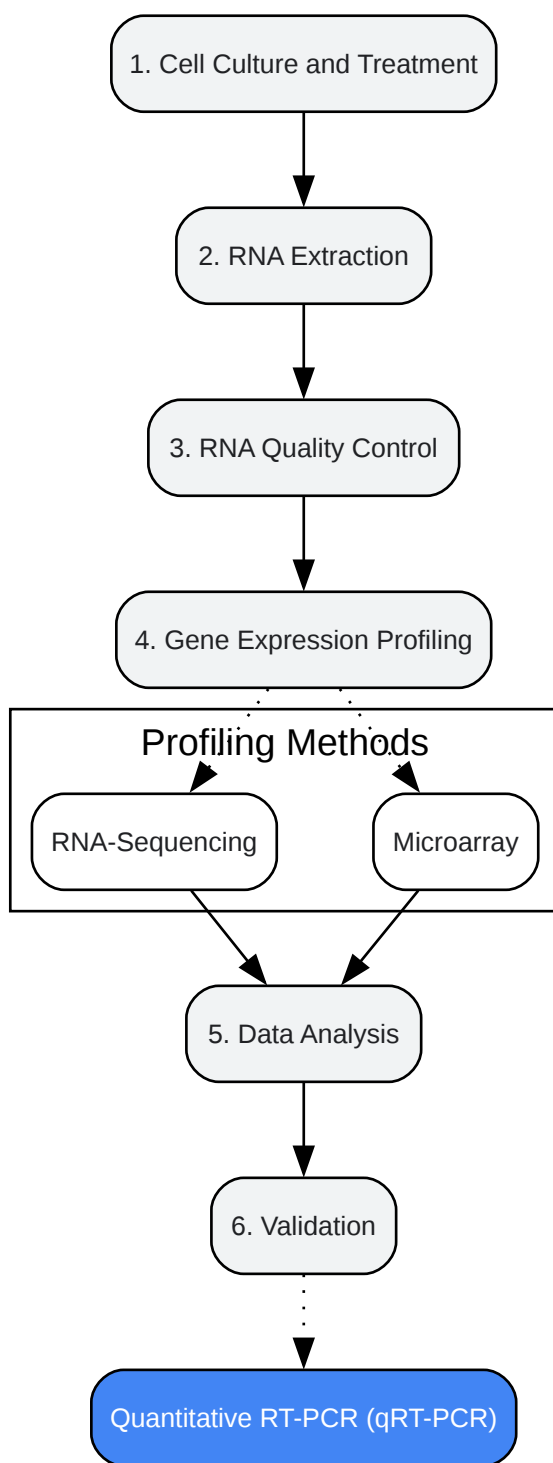 1. Cell Culture and Treatment
2. RNA Extraction
3. RNA Quality Control
4. Gene Expression Profiling
Profiling Methods
RNA-Sequencing
Microarray
5. Data Analysis
6. Validation
Quantitative RT-PCR (qRT-PCR)